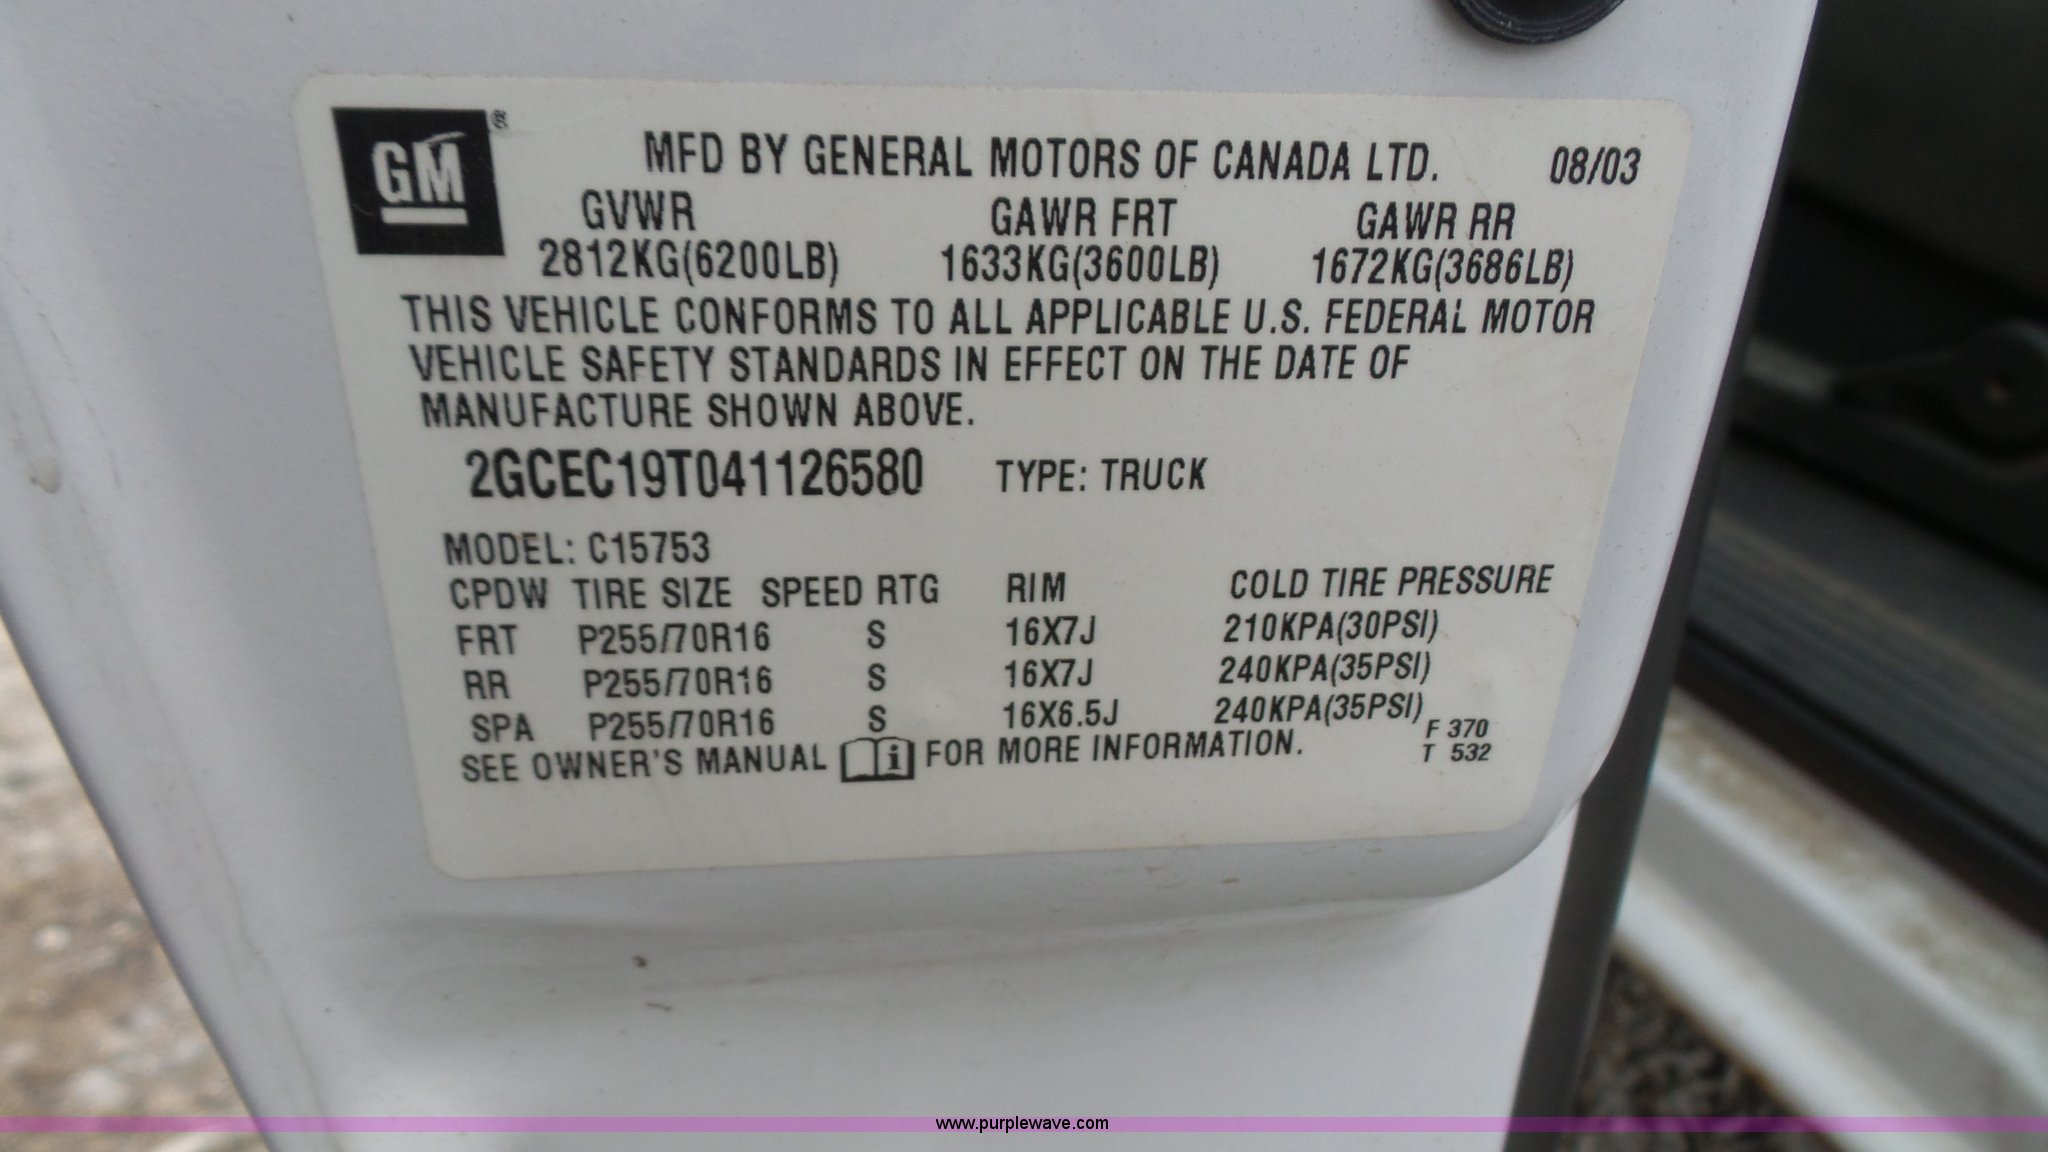 GM ®
MFD BY GENERAL MOTORS OF CANADA LTD. 08/03
GVWR GAWR FRT GAWR RR
2812KG(6200LB) 1633KG(3600LB) 1672KG(3686LB)
THIS VEHICLE CONFORMS TO ALL APPLICABLE U.S. FEDERAL MOTOR
VEHICLE SAFETY STANDARDS IN EFFECT ON THE DATE OF
MANUFACTURE SHOWN ABOVE.
2GCEC19T041126580 TYPE: TRUCK
MODEL: C15753
CPDW TIRE SIZE SPEED RTG RIM COLD TIRE PRESSURE
FRT P255/70R16 S 16X7J 210KPA(30PSI)
RR P255/70R16 S 16X7J 240KPA(35PSI)
SPA P255/70R16 S 16X6.5J 240KPA(35PSI)
F 370
SEE OWNER'S MANUAL i FOR MORE INFORMATION. T 532
www.purplewave.com